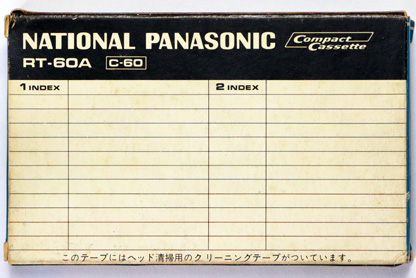 NATIONAL PANASONIC Compact Cassette
RT-60A C-60
1 INDEX 2 INDEX
このテープにはヘッド清掃用のクリーニングテープがついています。